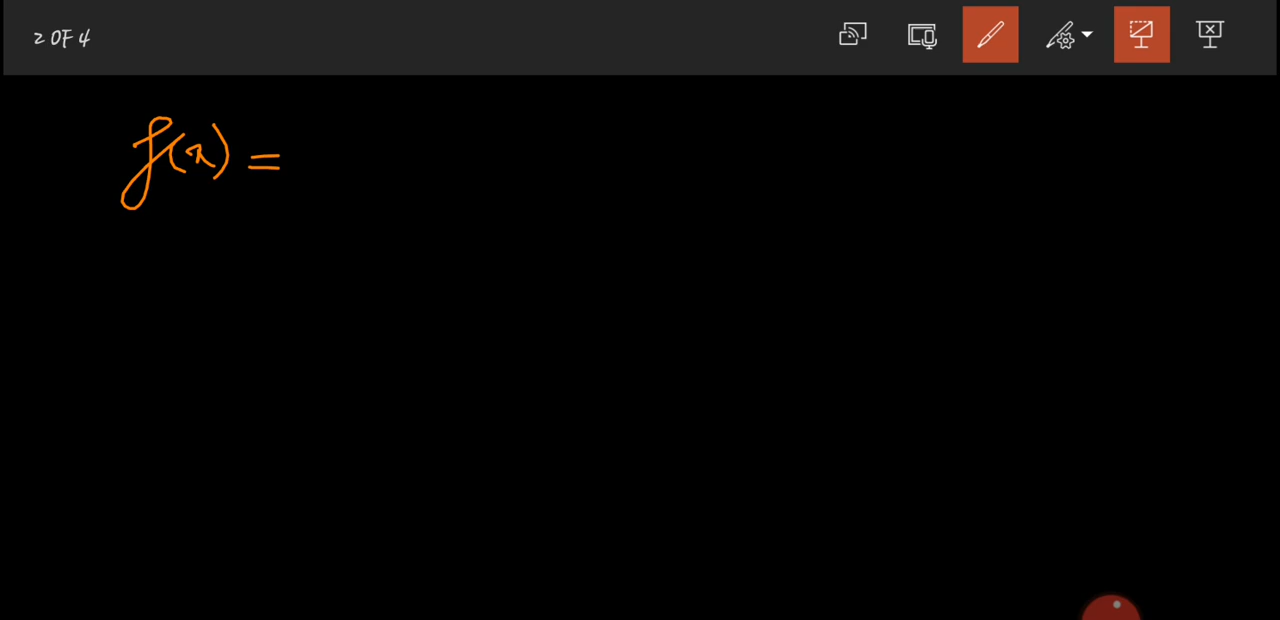 2 OF 4
f(x) =